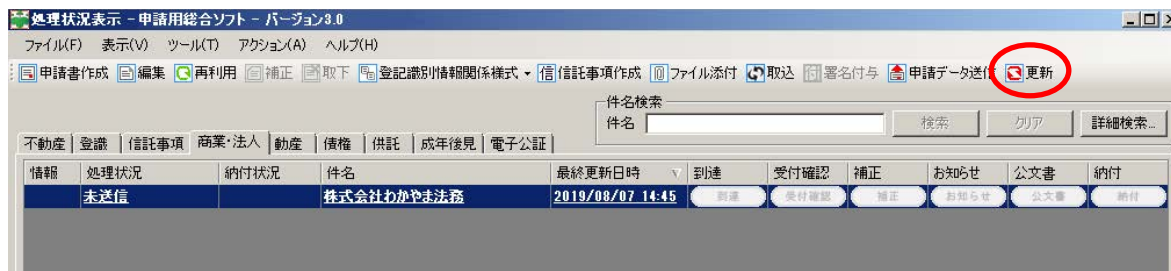 処理状況表示 - 申請用総合ソフト - バージョン3.0
ファイル(F) 表示(V) ツール(T) アクション(A) ヘルプ(H)
申請書作成 編集 再利用 補正 取下 登記識別情報関係様式 信 信託事項作成 ファイル添付 取込 署名付与 申請データ送信 更新
件名検索
件名 検索 クリア 詳細検索...
不動産 登識 信託事項 商業・法人 動産 債権 供託 成年後見 電子公証
情報 処理状況 納付状況 件名 最終更新日時 到達 受付確認 補正 お知らせ 公文書 納付
未送信 株式会社わかやま法務 2019/08/07 14:45 到達 受付確認 補正 お知らせ 公文書 納付